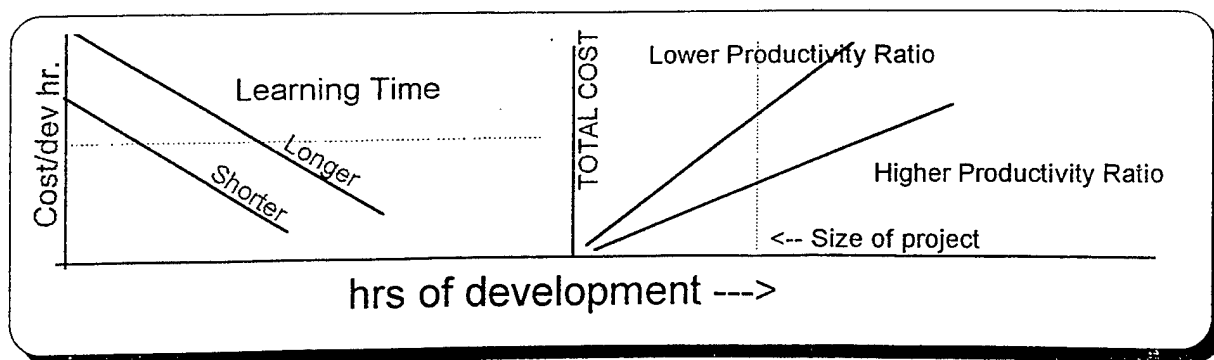 Cost/dev hr.
Learning Time
Longer
Shorter
TOTAL COST
Lower Productivity Ratio
Higher Productivity Ratio
<-- Size of project
hrs of development --->